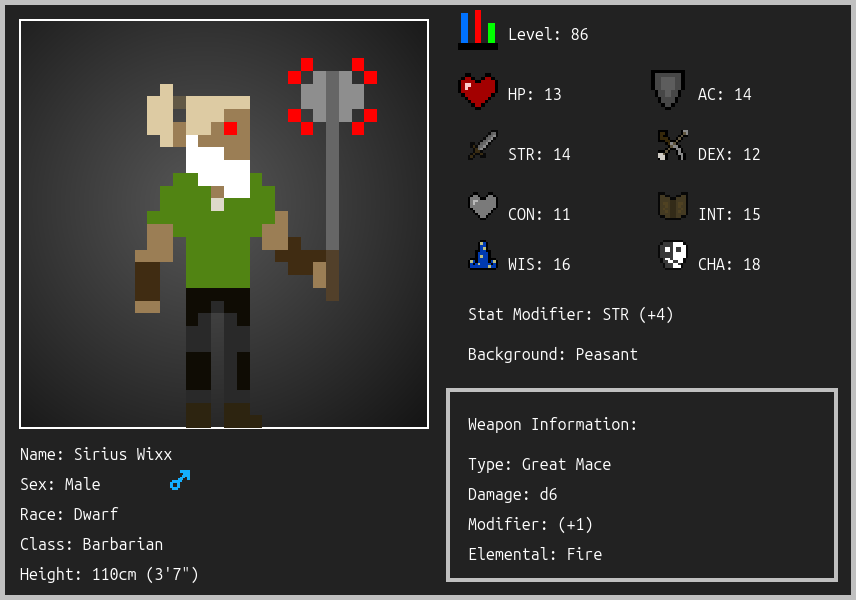 Level: 86
HP: 13
AC: 14
STR: 14
DEX: 12
CON: 11
INT: 15
WIS: 16
CHA: 18
Stat Modifier: STR (+4)
Background: Peasant
Weapon Information:
Type: Great Mace
Damage: d6
Modifier: (+1)
Elemental: Fire
Name: Sirius Wixx
Sex: Male
Race: Dwarf
Class: Barbarian
Height: 110cm (3'7")